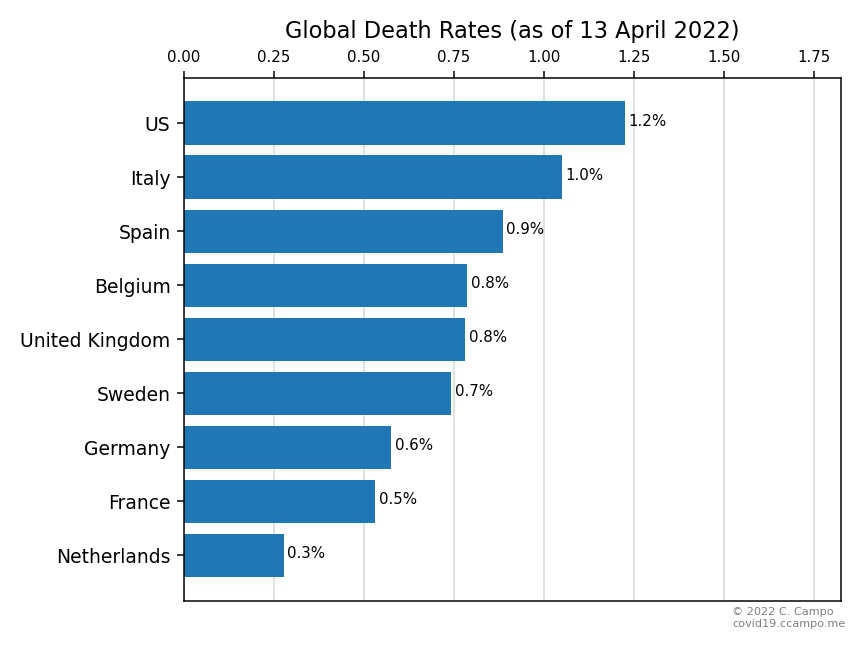 Global Death Rates (as of 13 April 2022)
0.00 0.25 0.50 0.75 1.00 1.25 1.50 1.75
US 1.2%
Italy 1.0%
Spain 0.9%
Belgium 0.8%
United Kingdom 0.8%
Sweden 0.7%
Germany 0.6%
France 0.5%
Netherlands 0.3%
© 2022 C. Campo
covid19.ccampo.me